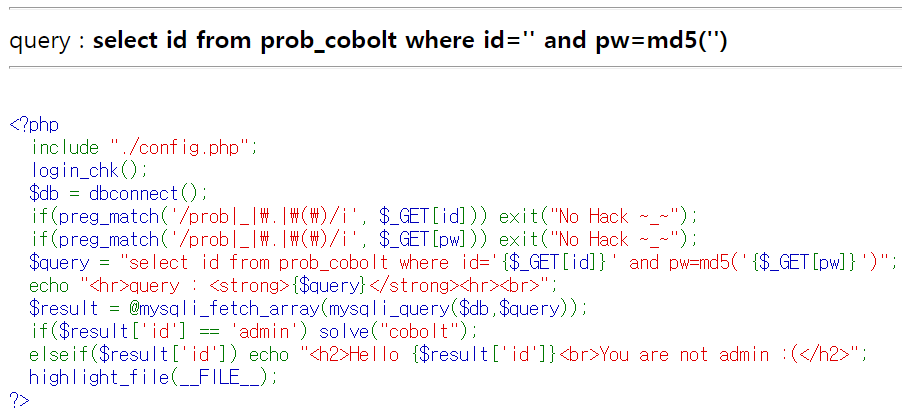 query : select id from prob_cobolt where id='' and pw=md5('')
<?php
  include "./config.php";
  login_chk();
  $db = dbconnect();
  if(preg_match('/prob|_|₩.|₩(₩)/i', $_GET[id])) exit("No Hack ~_~");
  if(preg_match('/prob|_|₩.|₩(₩)/i', $_GET[pw])) exit("No Hack ~_~");
  $query = "select id from prob_cobolt where id='{$_GET[id]}' and pw=md5('{$_GET[pw]}')";
  echo "<hr>query : <strong>{$query}</strong><hr><br>";
  $result = @mysqli_fetch_array(mysqli_query($db,$query));
  if($result['id'] == 'admin') solve("cobolt");
  elseif($result['id']) echo "<h2>Hello {$result['id']}<br>You are not admin :(</h2>";
  highlight_file(__FILE__);
?>